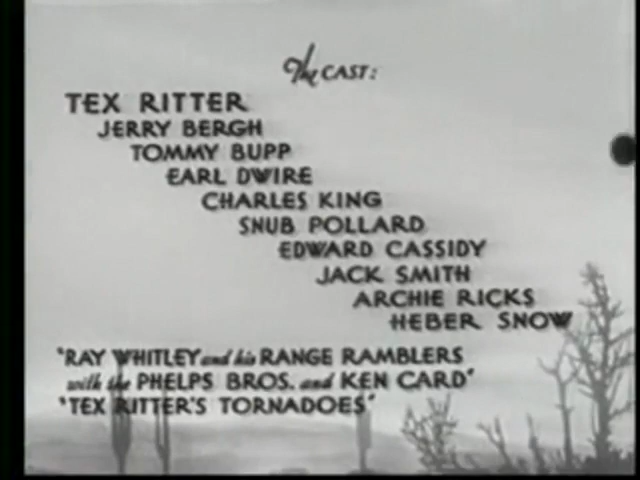 The CAST:
TEX RITTER
JERRY BERGH
TOMMY BUPP
EARL DWIRE
CHARLES KING
SNUB POLLARD
EDWARD CASSIDY
JACK SMITH
ARCHIE RICKS
HEBER SNOW
"RAY WHITLEY and his RANGE RAMBLERS
with the PHELPS BROS. and KEN CARD"
"TEX RITTER'S TORNADOES"